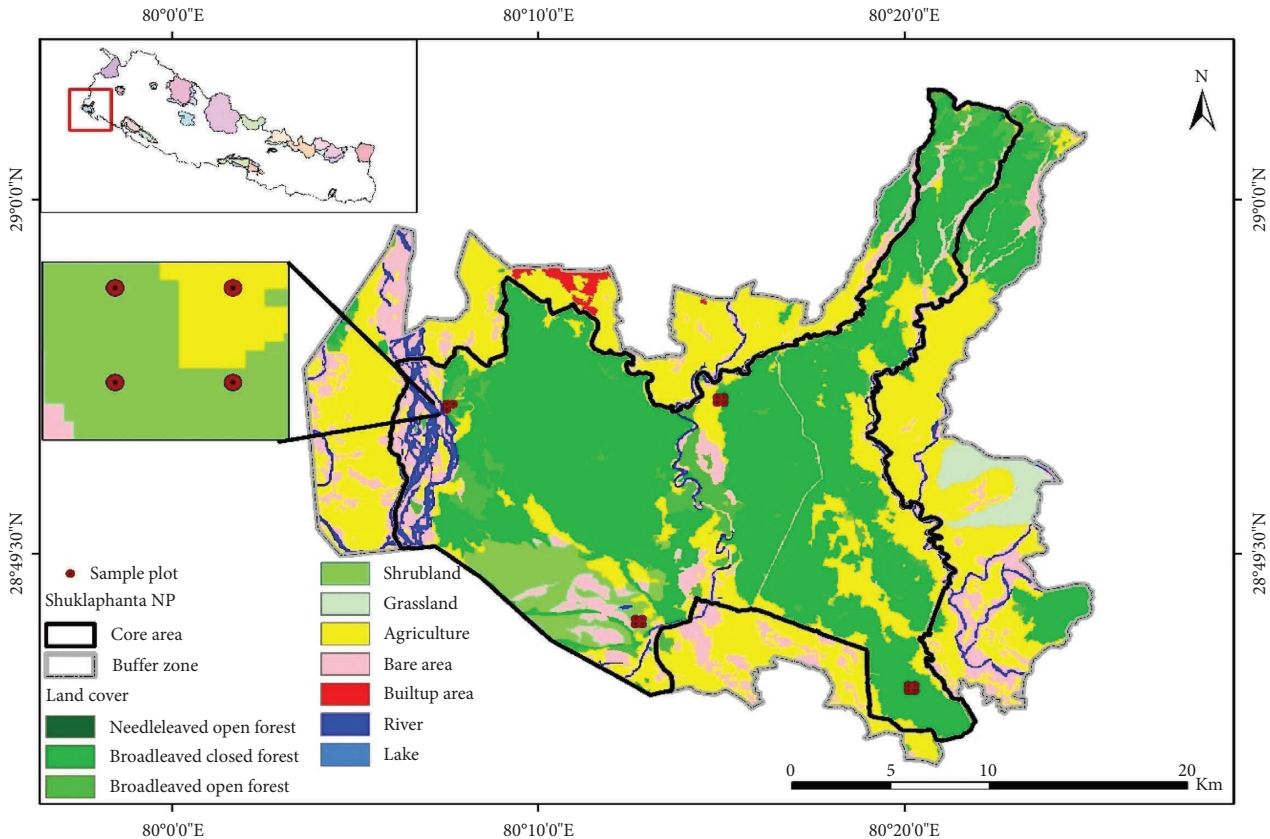 80°0'0"E 80°10'0"E 80°20'0"E
N
29°0'0"N 29°0'0"N
28°49'30"N 28°49'30"N
Sample plot
Shuklaphanta NP
Core area
Buffer zone
Land cover
Needleleaved open forest
Broadleaved closed forest
Broadleaved open forest
Shrubland
Grassland
Agriculture
Bare area
Builtup area
River
Lake
0 5 10 20
Km
80°0'0"E 80°10'0"E 80°20'0"E